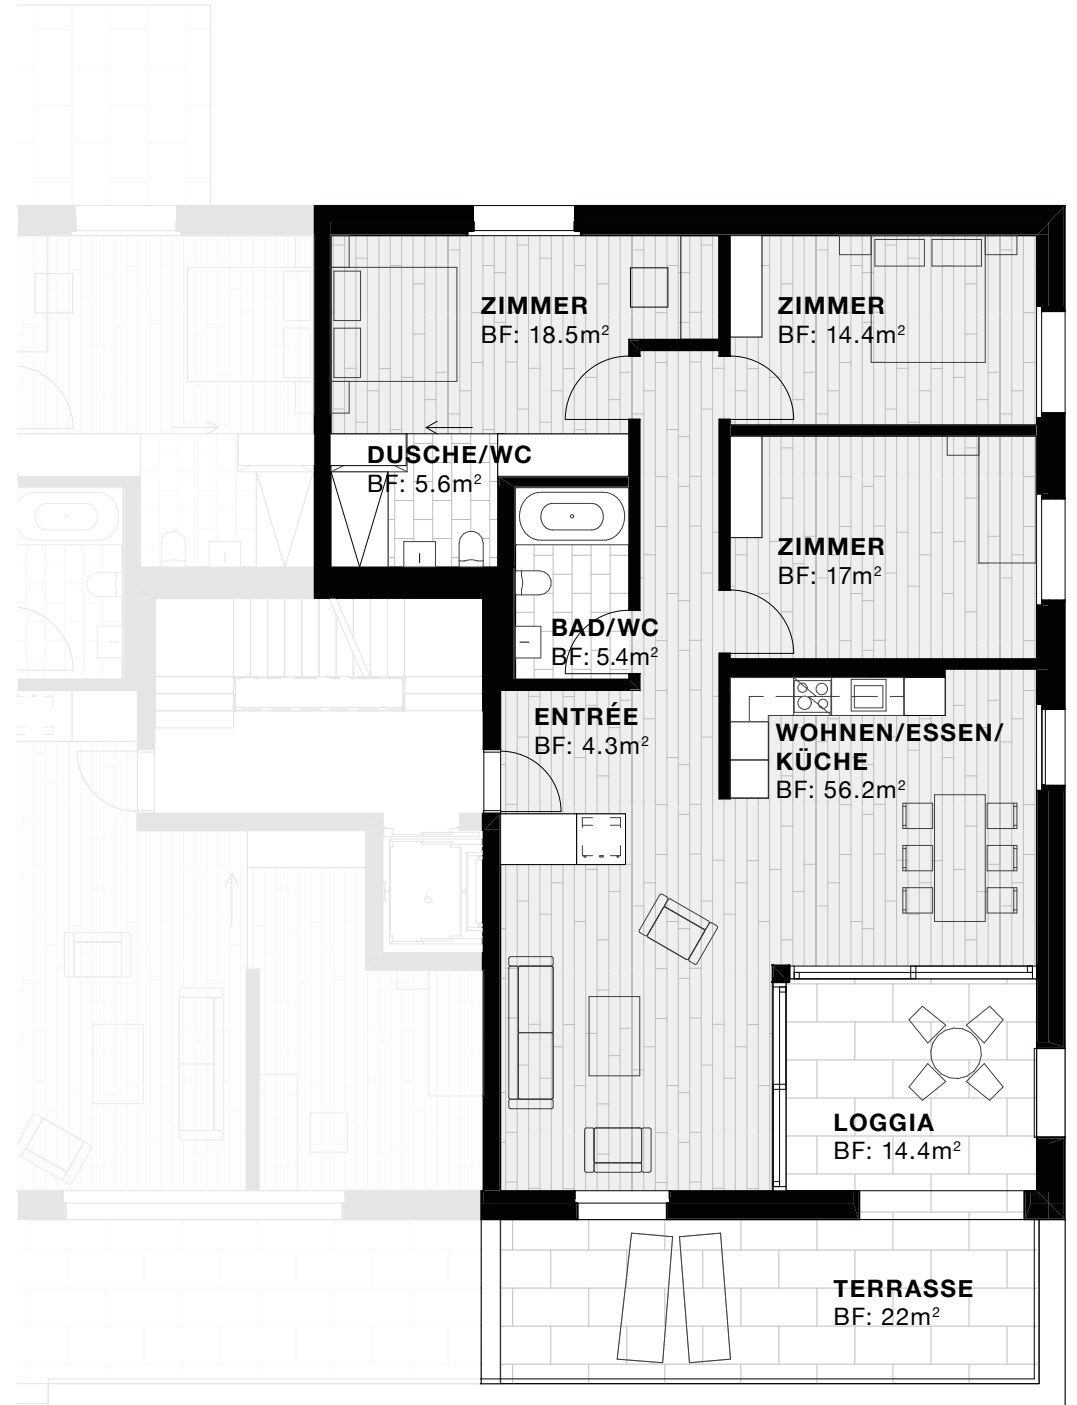 ZIMMER
BF: 18.5m²
ZIMMER
BF: 14.4m²
DUSCHE/WC
BF: 5.6m²
ZIMMER
BF: 17m²
BAD/WC
BF: 5.4m²
ENTRÉE
BF: 4.3m²
WOHNEN/ESSEN/
KÜCHE
BF: 56.2m²
LOGGIA
BF: 14.4m²
TERRASSE
BF: 22m²